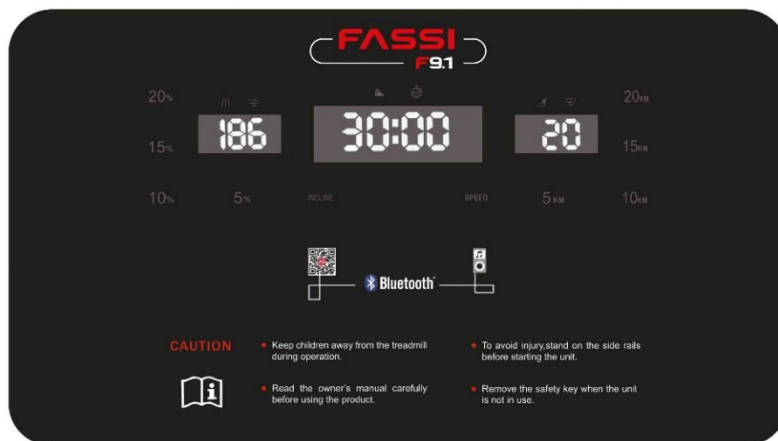 FASSI
F9.1
20%
20KM
186
30:00
20
15%
15KM
10%
5%
INCLINE
SPEED
5 KM
10KM
Bluetooth
CAUTION
• Keep children away from the treadmill
during operation.
• To avoid injury,stand on the side rails
before starting the unit.
• Read the owner's manual carefully
before using the product.
• Remove the safety key when the unit
is not in use.